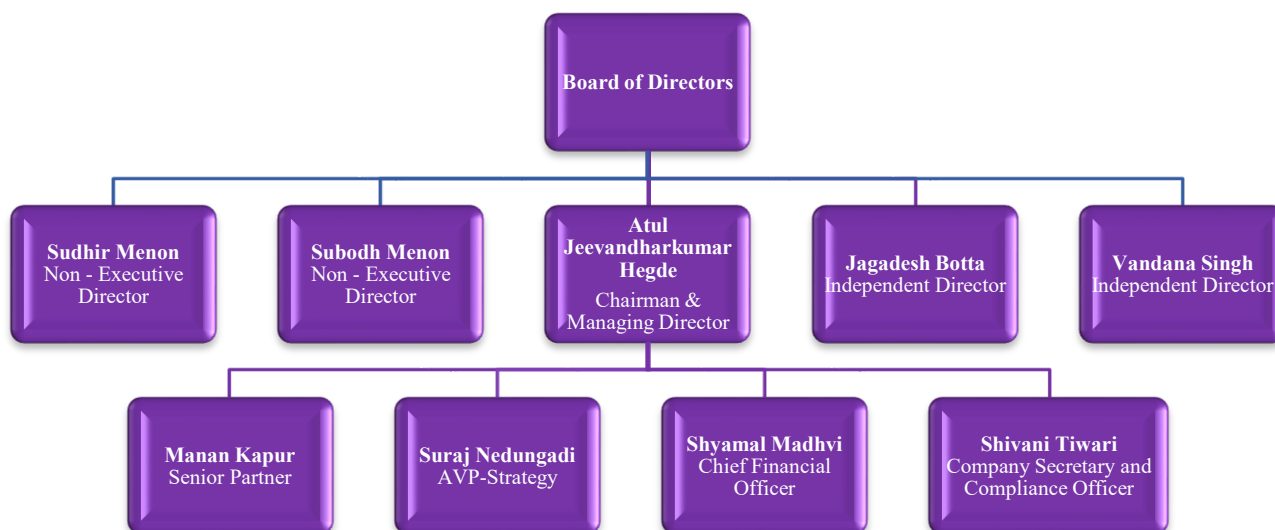 Board of Directors
Sudhir Menon
Non - Executive
Director
Subodh Menon
Non - Executive
Director
Atul
Jeevandharkumar
Hegde
Chairman &
Managing Director
Jagadesh Botta
Independent Director
Vandana Singh
Independent Director
Manan Kapur
Senior Partner
Suraj Nedungadi
AVP-Strategy
Shyamal Madhvi
Chief Financial
Officer
Shivani Tiwari
Company Secretary and
Compliance Officer